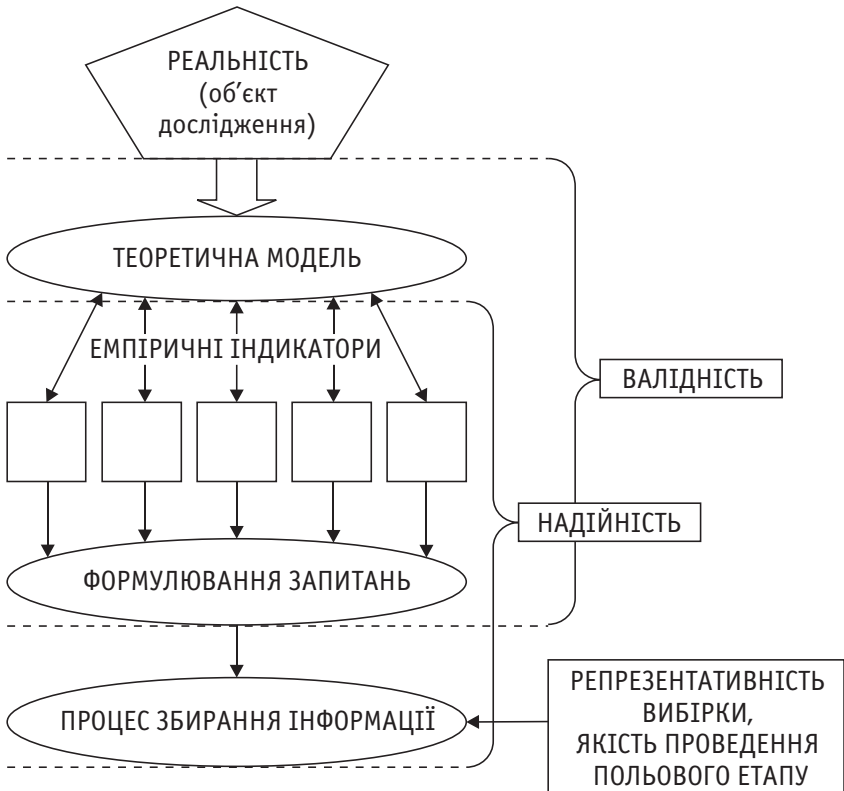 РЕАЛЬНІСТЬ
(об’єкт
дослідження)
ТЕОРЕТИЧНА МОДЕЛЬ
ЕМПІРИЧНІ ІНДИКАТОРИ
ВАЛІДНІСТЬ
НАДІЙНІСТЬ
ФОРМУЛЮВАННЯ ЗАПИТАНЬ
ПРОЦЕС ЗБИРАННЯ ІНФОРМАЦІЇ
РЕПРЕЗЕНТАТИВНІСТЬ
ВИБІРКИ,
ЯКІСТЬ ПРОВЕДЕННЯ
ПОЛЬОВОГО ЕТАПУ